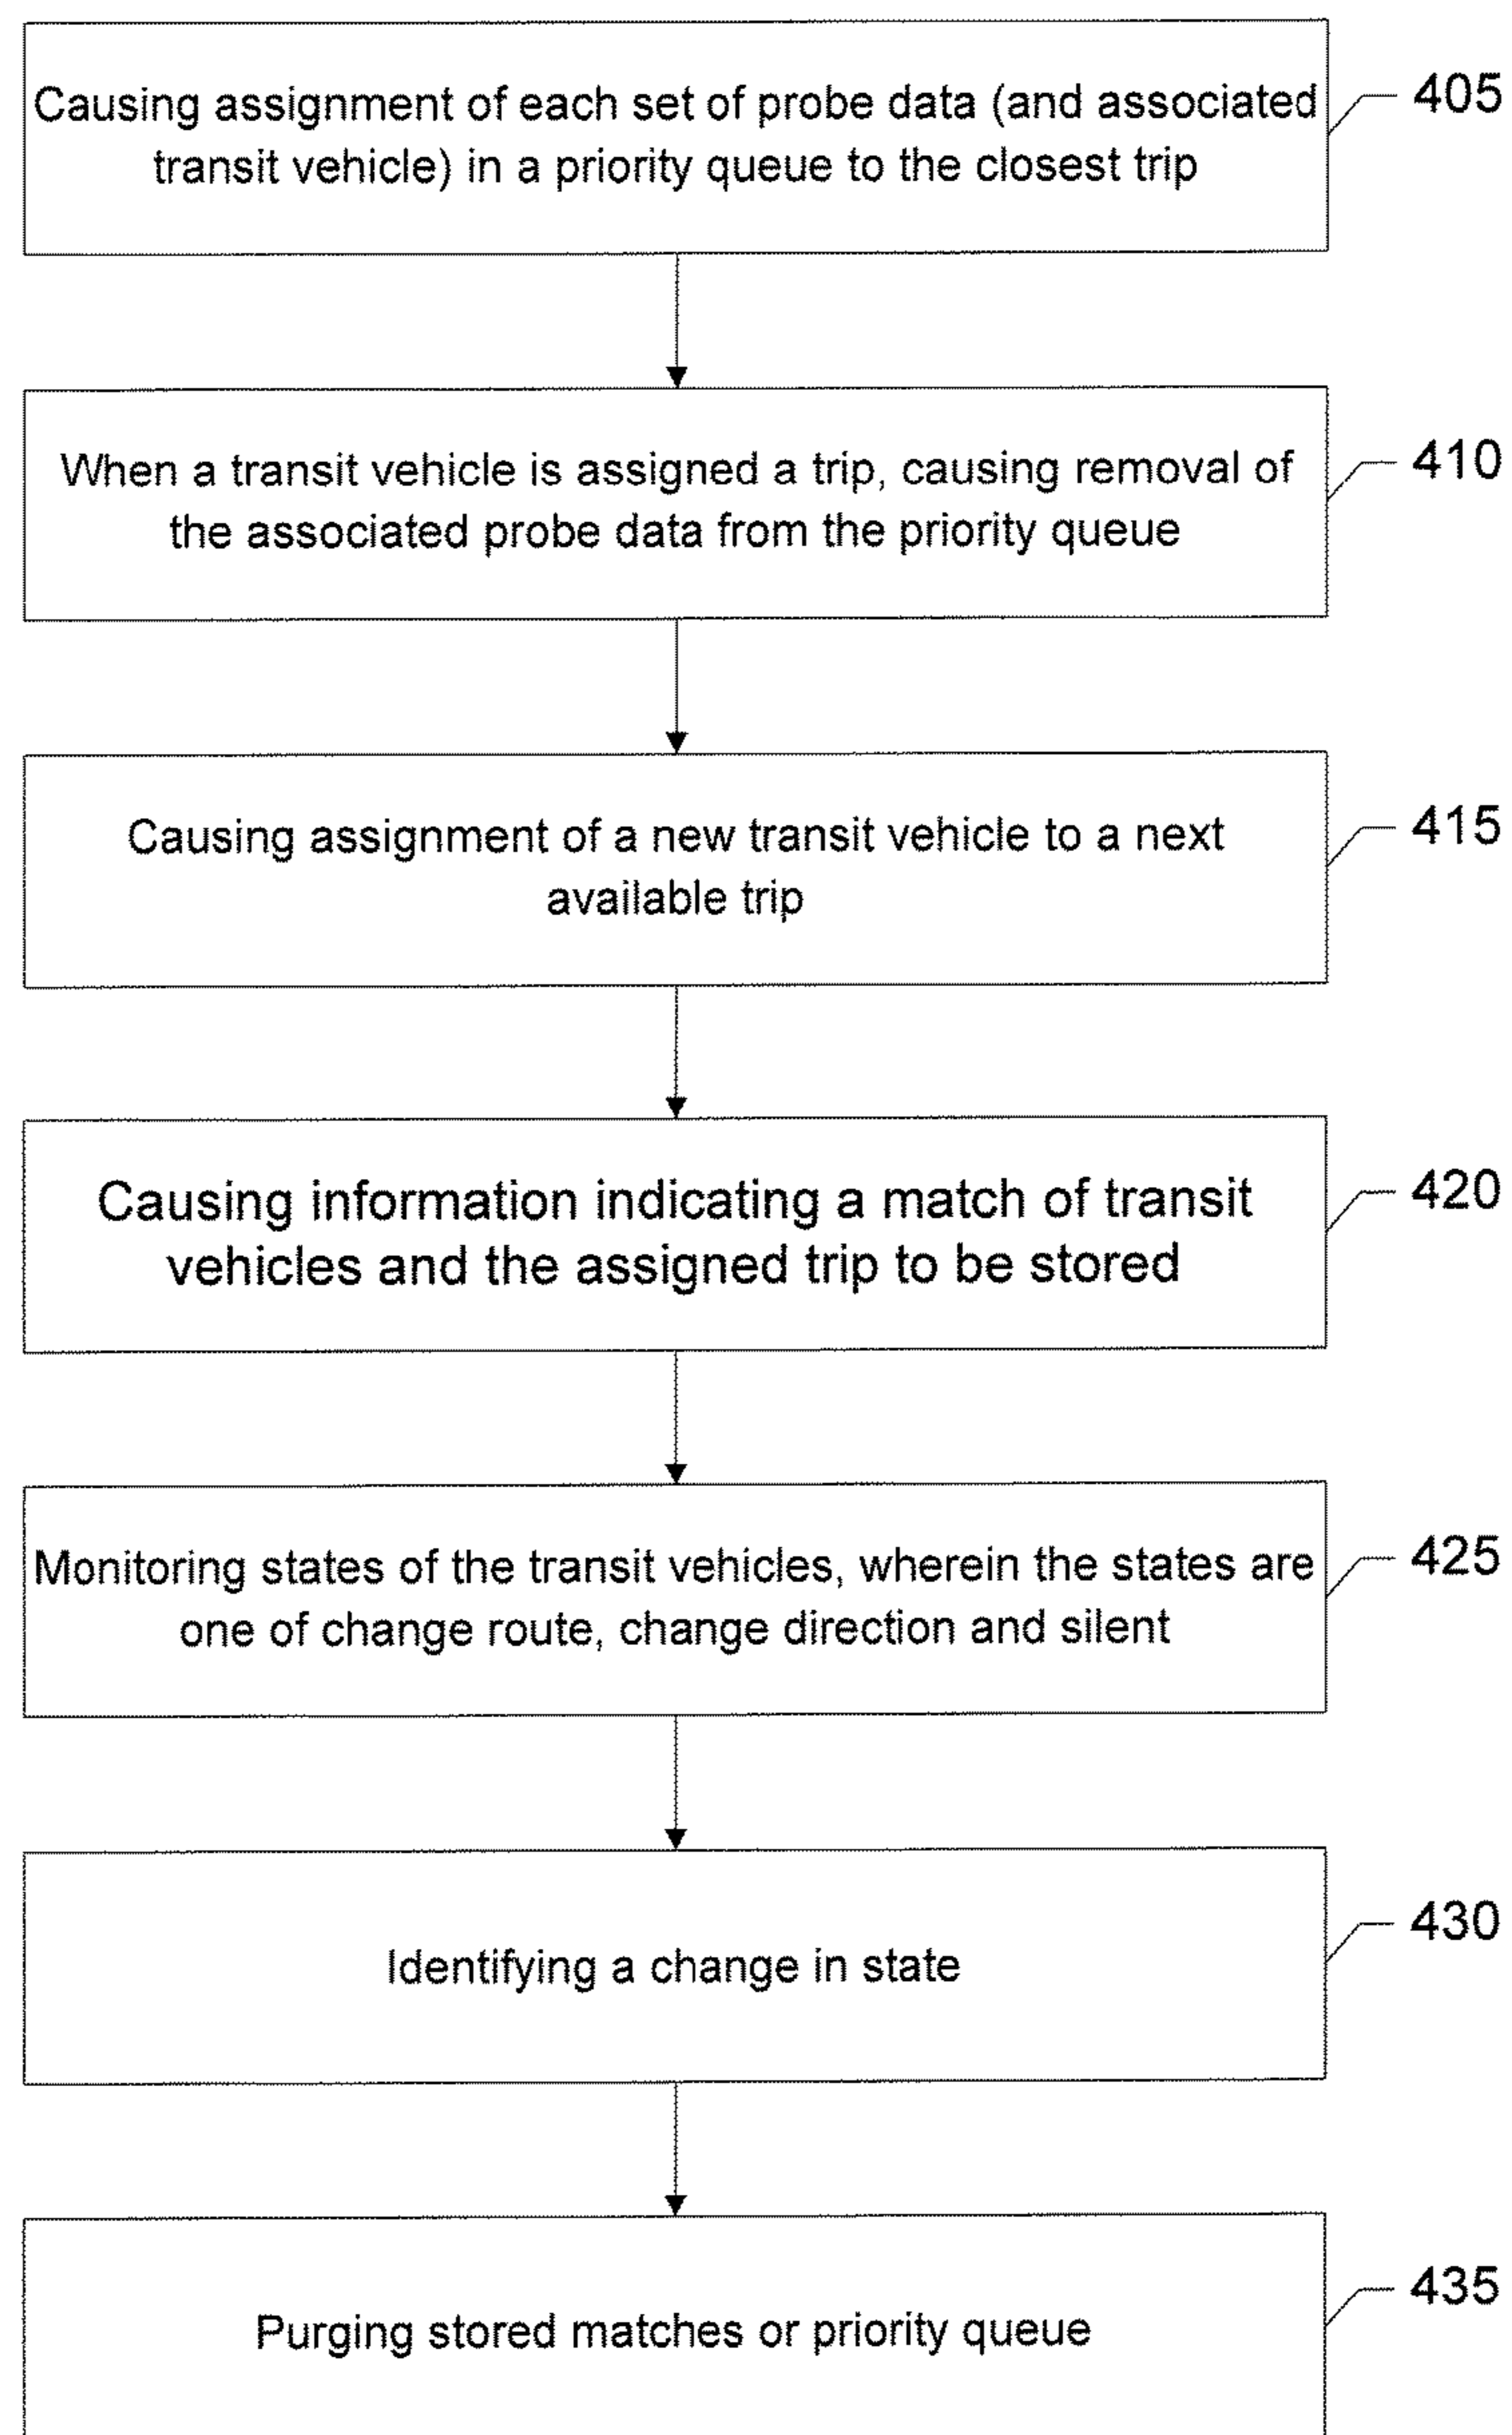 Causing assignment of each set of probe data (and associated
transit vehicle) in a priority queue to the closest trip
405
When a transit vehicle is assigned a trip, causing removal of
the associated probe data from the priority queue
410
Causing assignment of a new transit vehicle to a next
available trip
415
Causing information indicating a match of transit
vehicles and the assigned trip to be stored
420
Monitoring states of the transit vehicles, wherein the states are
one of change route, change direction and silent
425
Identifying a change in state
430
Purging stored matches or priority queue
435